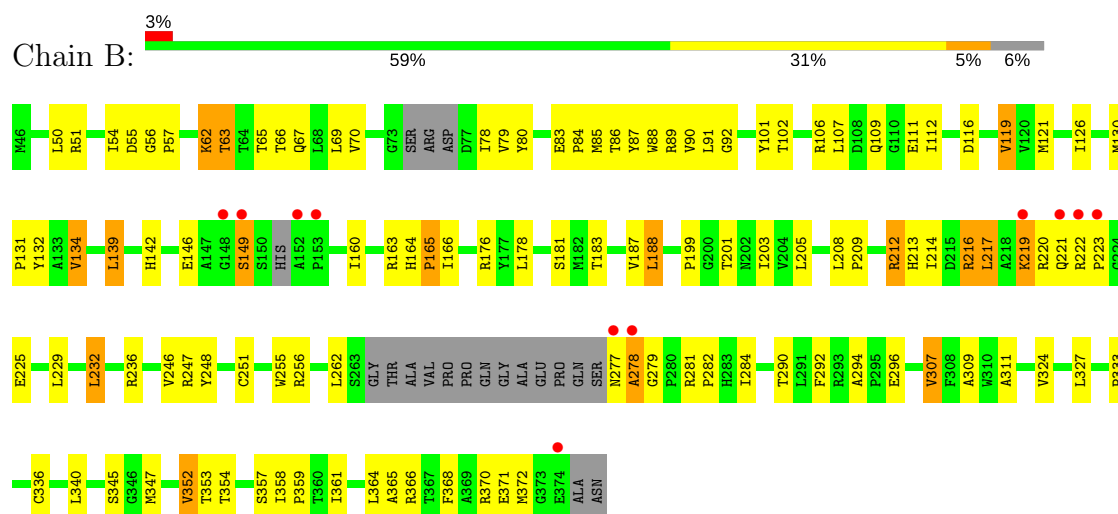 3%
Chain B:
59% 31% 5% 6%
M46 L50 R51 I54 D55 G56 P57 K62 T63 T64 T65 T66 Q67 L68 L69 V70 G73 SER ARG ASP D77 I78 V79 Y80 E83 P84 M85 T86 Y87 W88 R89 V90 L91 G92 Y101 T102 R106 L107 D108 Q109 G110 E111 I112 D116 V119 V120 M121 I126 M130
P131 Y132 A133 V134 L139 H142 E146 A147 G148 S149 S150 HIS A152 P153 I160 R163 H164 P165 I166 R176 Y177 L178 S181 M182 T183 V187 L188 P199 G200 T201 N202 I203 V204 L205 L208 P209 R212 H213 I214 D215 R216 L217 A218 K219 R220 Q221 R222 P223 G224
E225 L229 L232 R236 V246 R247 Y248 C251 W255 R256 L262 S263 GLY THR ALA VAL PRO PRO GLN GLY ALA GLU PRO GLN SER N277 A278 G279 P280 R281 P282 H283 I284 T290 L291 F292 R293 A294 P295 E296 V307 F308 A309 W310 A311 V324 L327
C336 L340 S345 G346 M347 V352 T353 T354 S357 I358 P359 T360 I361 L364 A365 R366 T367 F368 A369 R370 E371 M372 G373 E374 ALA ASN